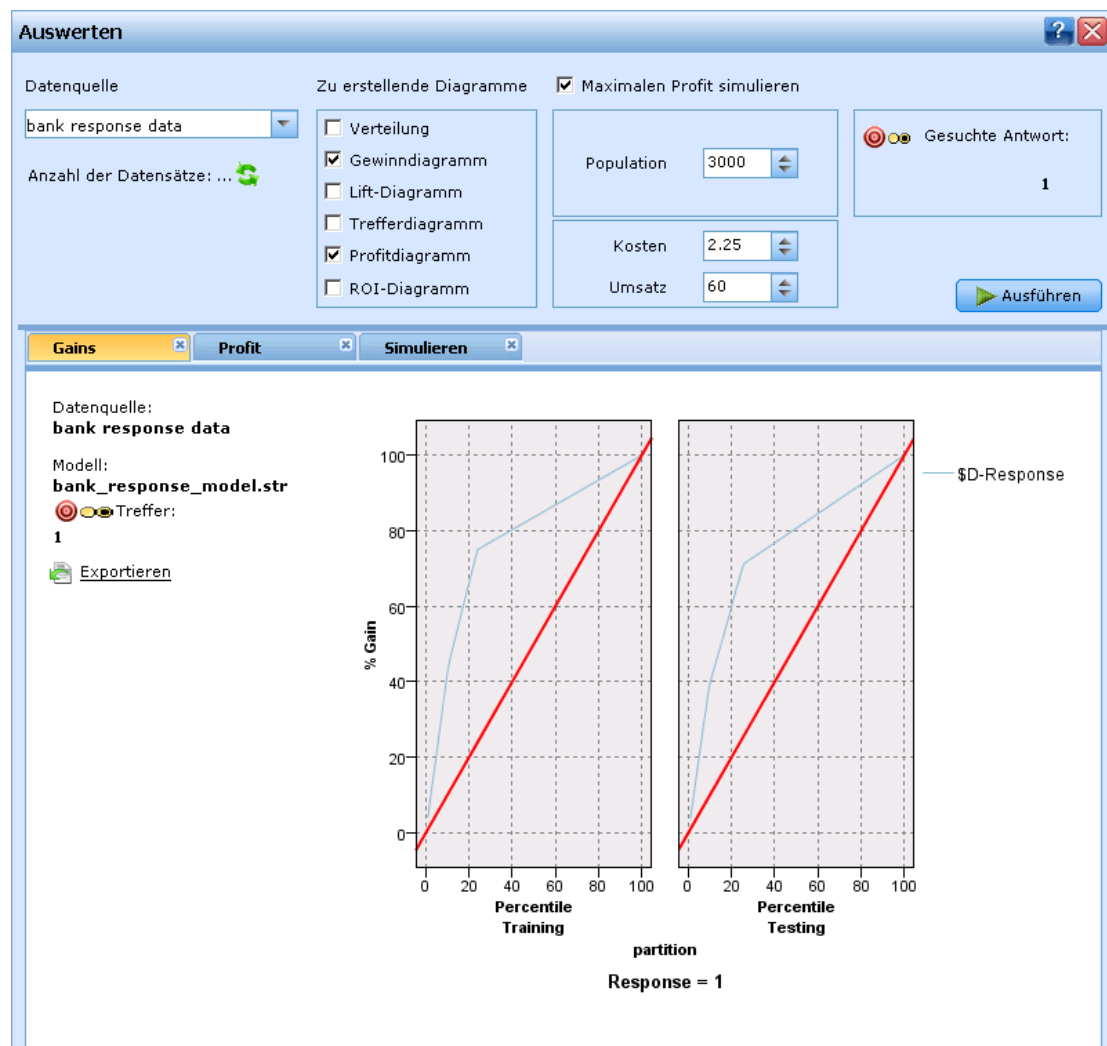 Auswerten
Datenquelle
Zu erstellende Diagramme
Maximalen Profit simulieren
bank response data
Anzahl der Datensätze: ...
Verteilung
Gewinndiagramm
Lift-Diagramm
Trefferdiagramm
Profitdiagramm
ROI-Diagramm
Population 3000
Kosten 2.25
Umsatz 60
Gesuchte Antwort:
1
Ausführen
Gains
Profit
Simulieren
Datenquelle:
bank response data
Modell:
bank_response_model.str
Treffer:
1
Exportieren
% Gain
100
80
60
40
20
0
0 20 40 60 80 100
Percentile
Training
0 20 40 60 80 100
Percentile
Testing
partition
Response = 1
$D-Response